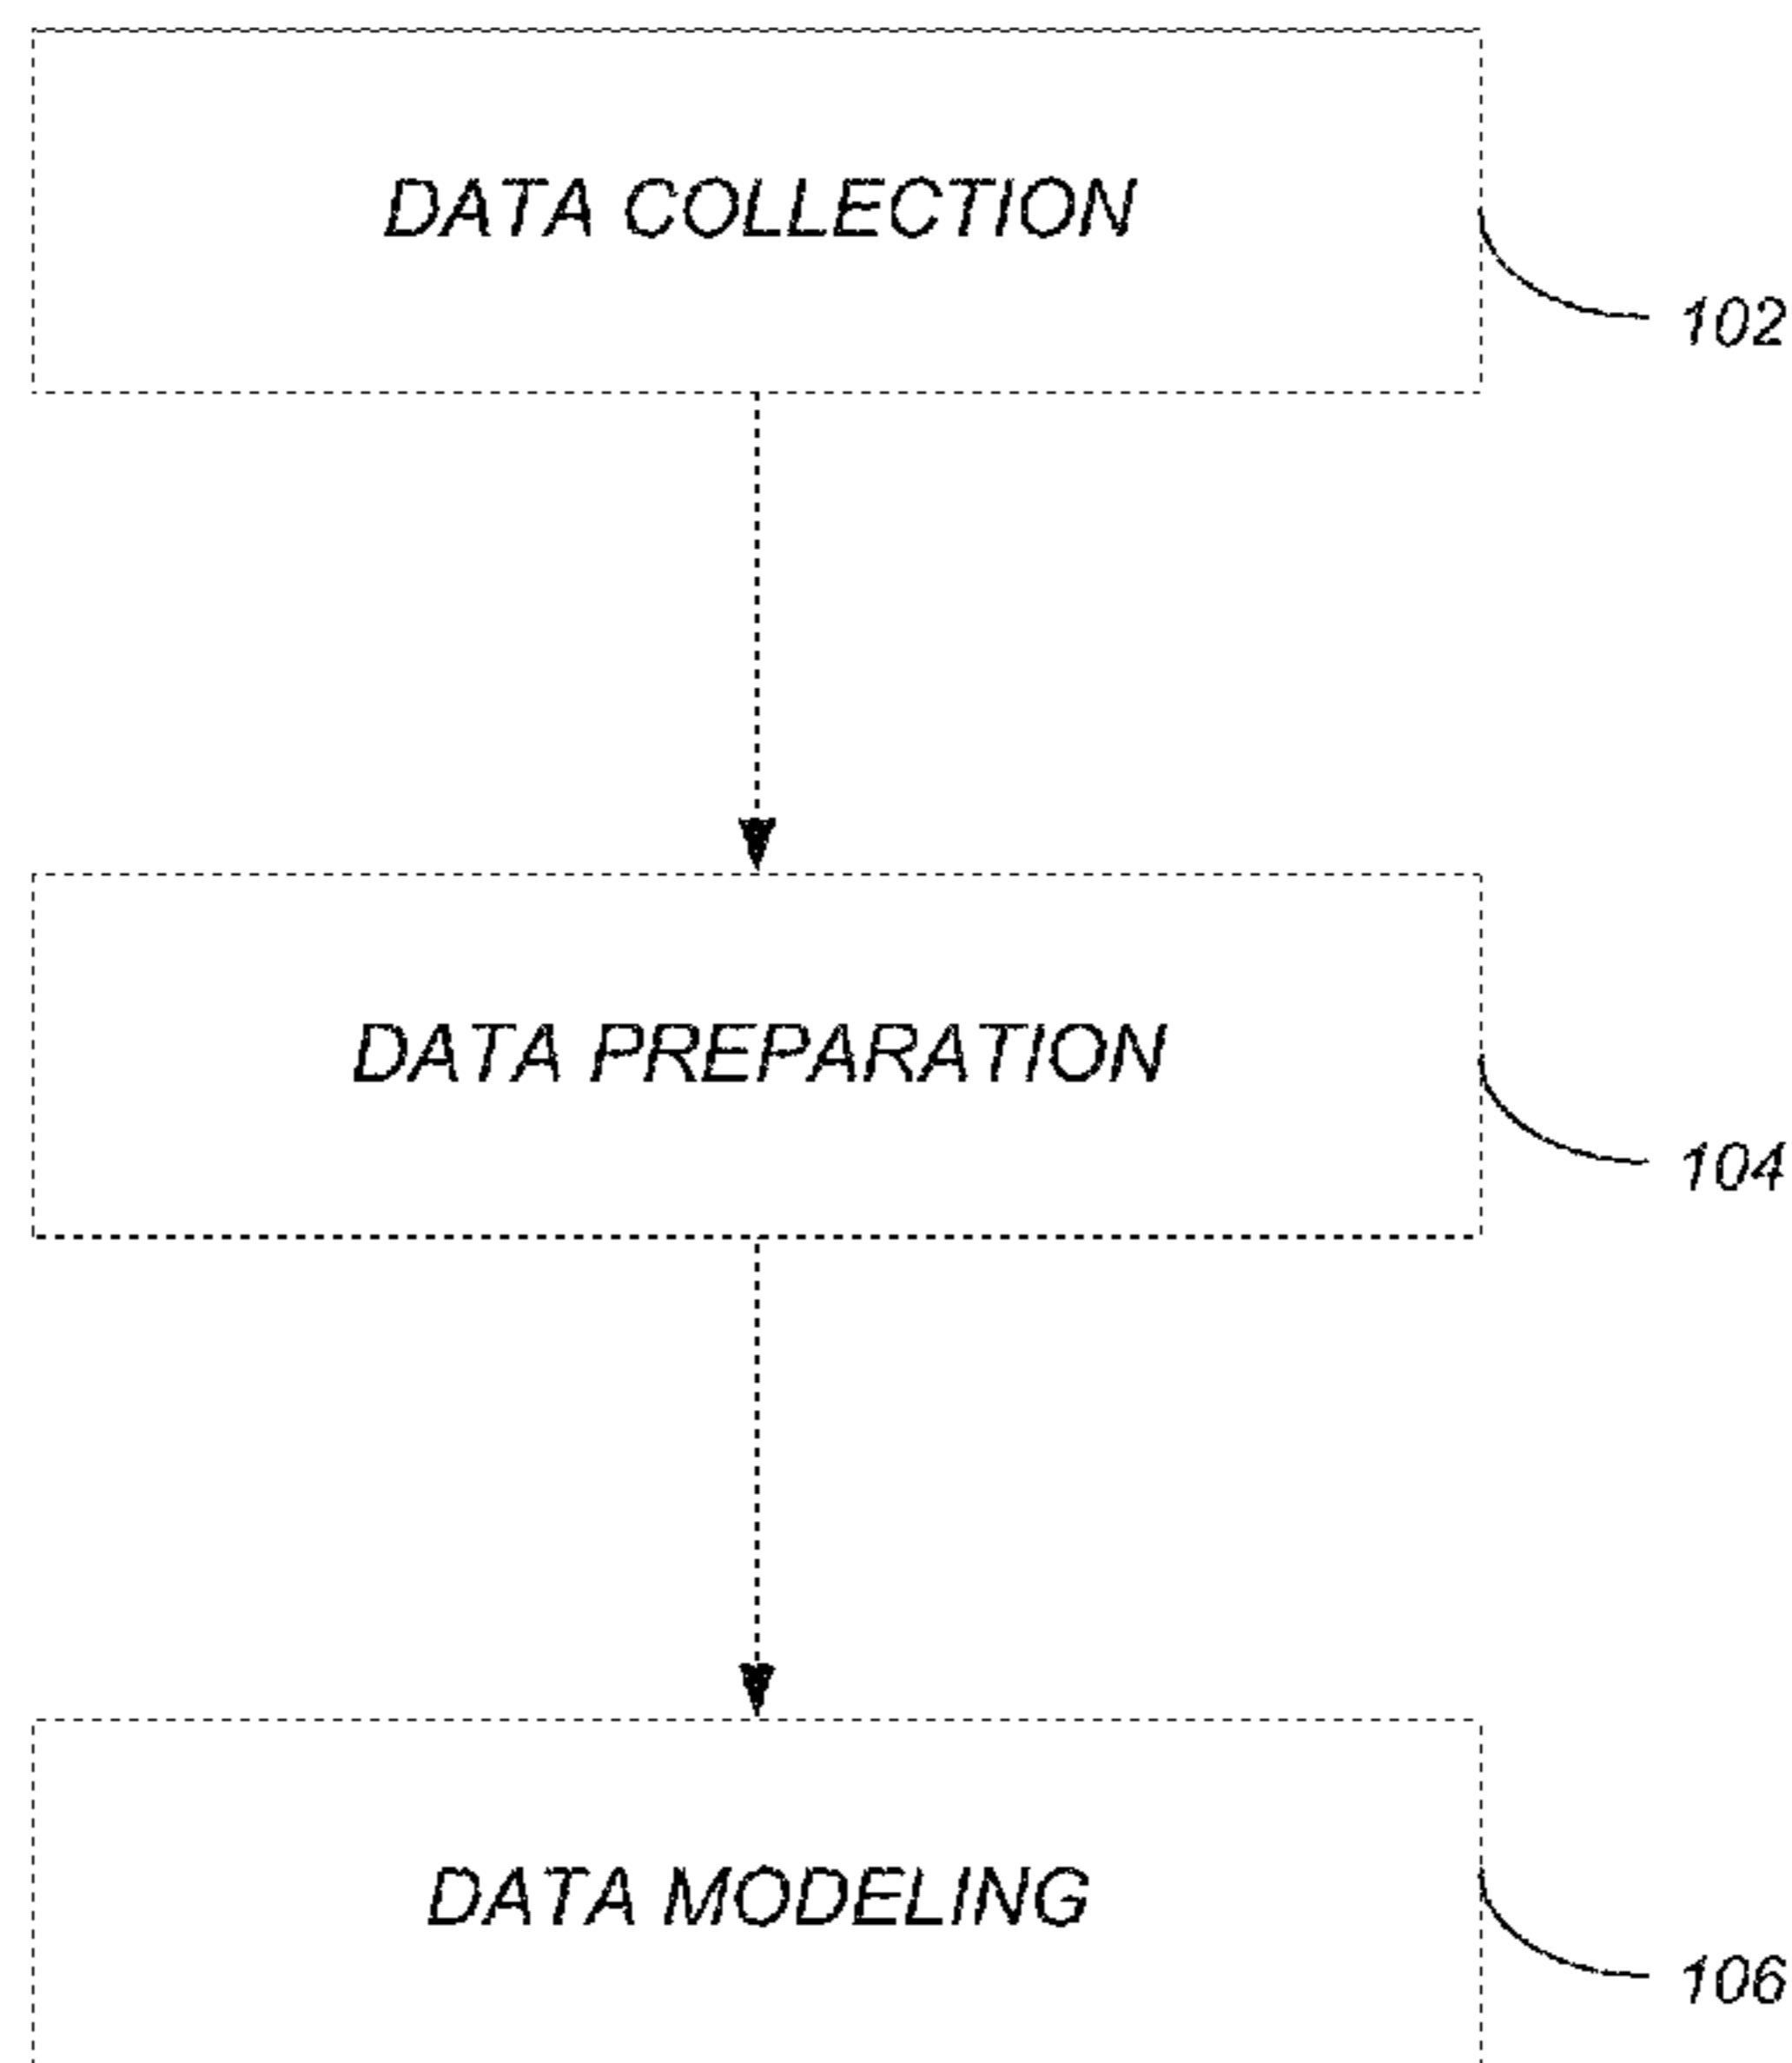 DATA COLLECTION
102
DATA PREPARATION
104
DATA MODELING
106